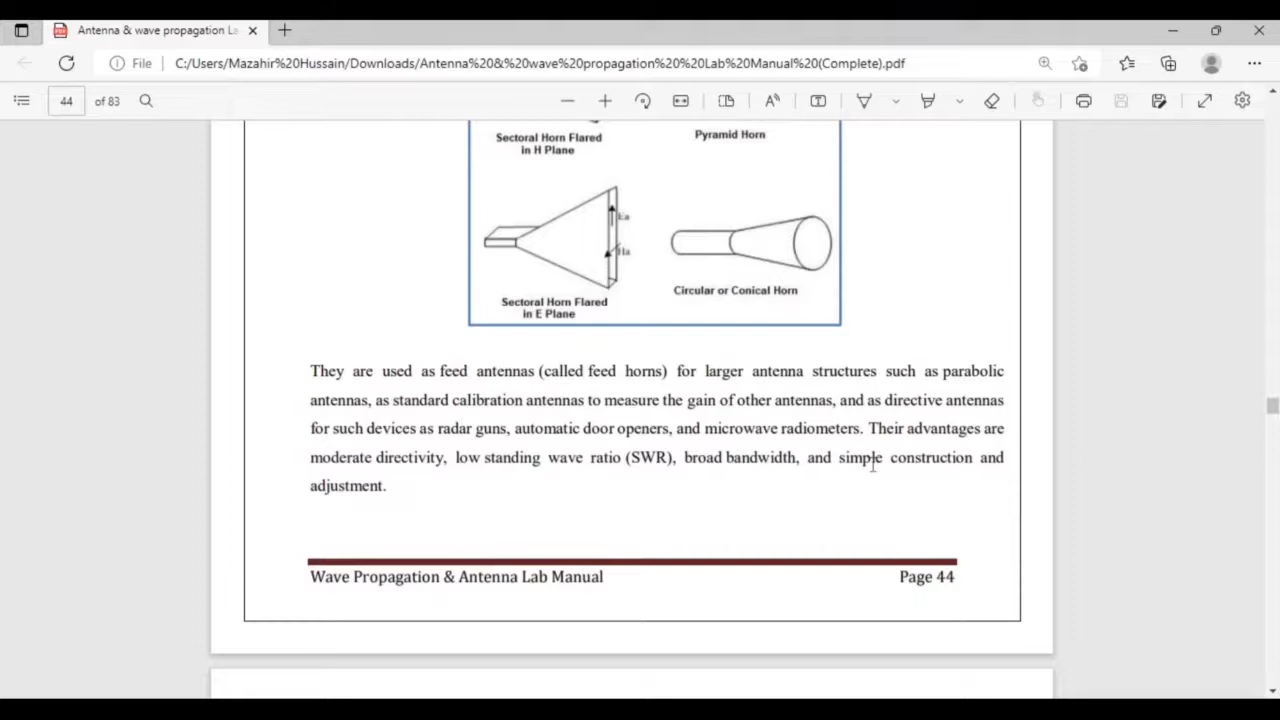 Antenna & wave propagation La
File
C:/Users/Mazahir%20Hussain/Downloads/Antenna%20&%20wave%20propagation%20%20Lab%20Manual%20(Complete).pdf
44 of 83
Sectoral Horn Flared
in H Plane
Pyramid Horn
Ea
Ha
Sectoral Horn Flared
in E Plane
Circular or Conical Horn
They are used as feed antennas (called feed horns) for larger antenna structures such as parabolic
antennas, as standard calibration antennas to measure the gain of other antennas, and as directive antennas
for such devices as radar guns, automatic door openers, and microwave radiometers. Their advantages are
moderate directivity, low standing wave ratio (SWR), broad bandwidth, and simple construction and
adjustment.
Wave Propagation & Antenna Lab Manual
Page 44